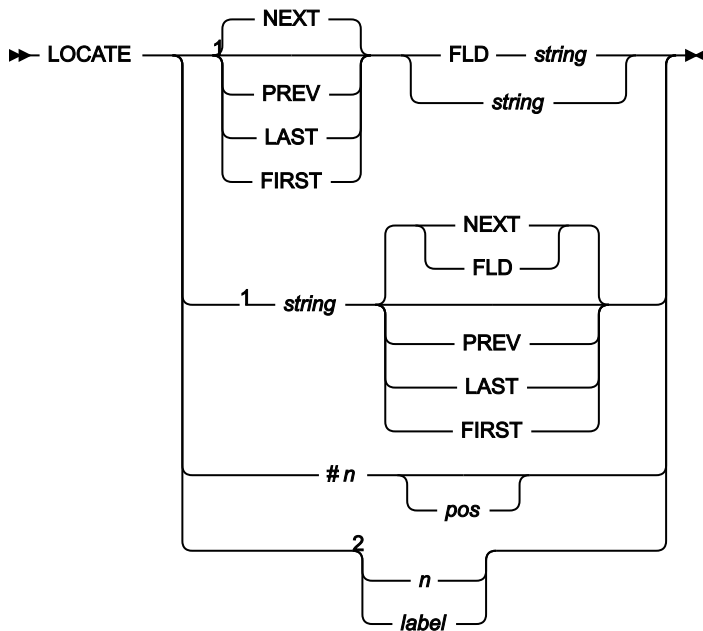 NEXT
1
LOCATE FLD string
PREV string
LAST
FIRST
NEXT
FLD
1 string
PREV
LAST
FIRST
# n
pos
2
n
label